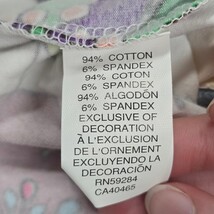 94% COTTON
6% SPANDEX
94% COTON
6% SPANDEX
94% ALGODÓN
6% SPANDEX
EXCLUSIVE OF
DECORATION
À L'EXCLUSION
DE L'ORNEMENT
EXCLUYENDO LA
DECORACIÓN
RN59284
CA40465